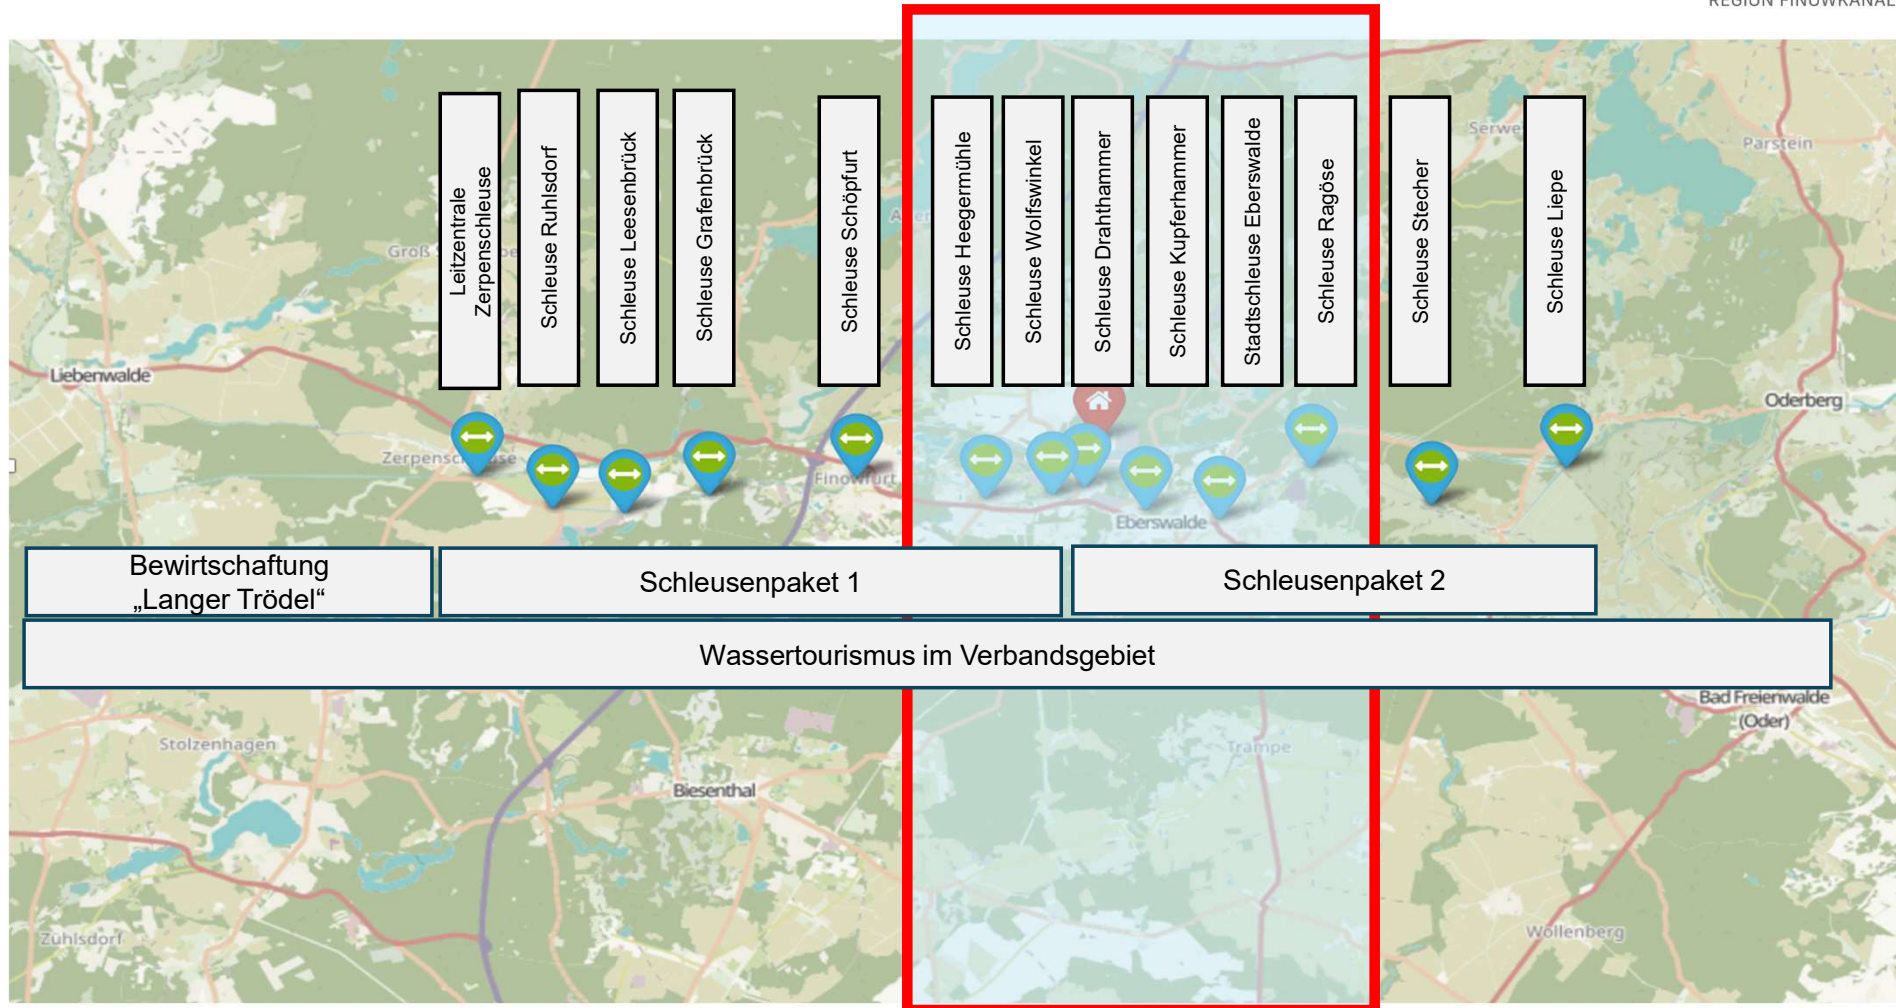 REGION FINOWKANAL
Leitzentrale
Zerpenschleuse
Schleuse Ruhlsdorf
Schleuse Leesenbrück
Schleuse Grafenbrück
Schleuse Schöpfurt
Schleuse Heegermühle
Schleuse Wolfswinkel
Schleuse Drahthammer
Schleuse Kupferhammer
Stadtschleuse Eberswalde
Schleuse Ragöse
Schleuse Stecher
Schleuse Liepe
Serwe
Parstein
Groß
Liebenwalde
Oderberg
Finowfurt
Eberswalde
Bewirtschaftung
„Langer Trödel“
Schleusenpaket 1
Schleusenpaket 2
Wassertourismus im Verbandsgebiet
Bad Freienwalde
(Oder)
Stolzenhagen
Trampe
Biesenthal
Zühlsdorf
Wollenberg